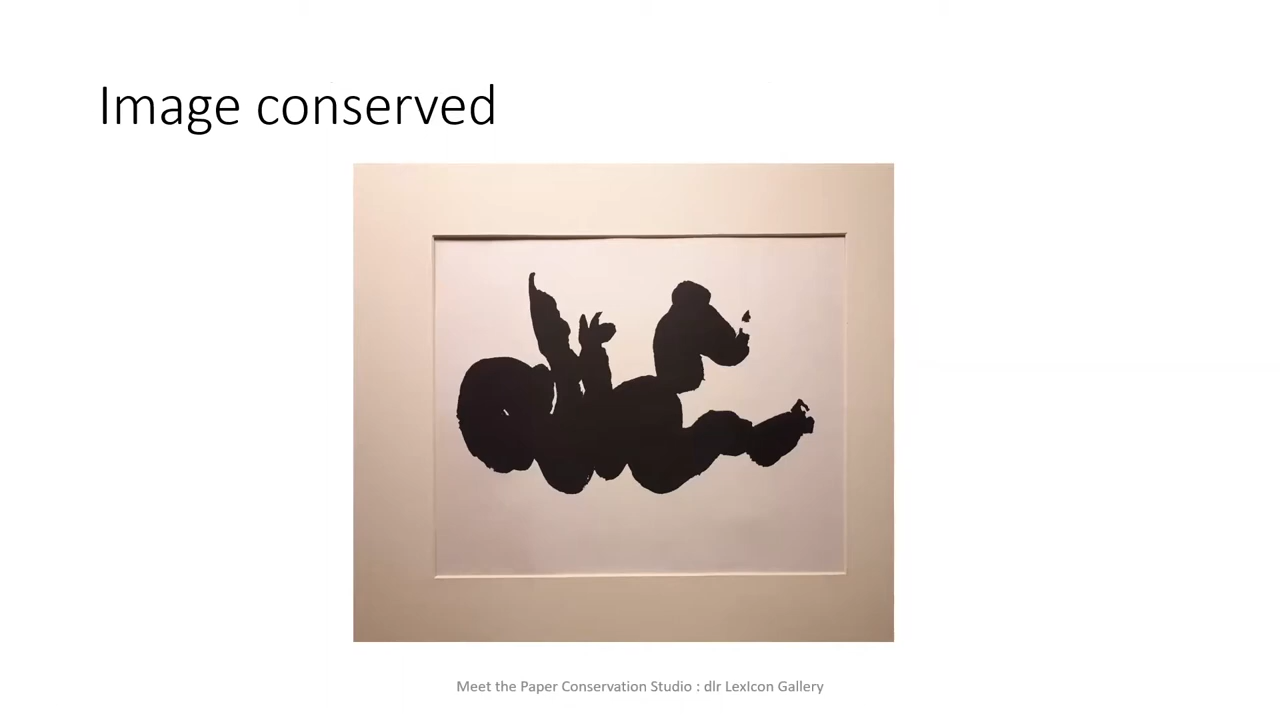 Image conserved
Meet the Paper Conservation Studio : dlr LexIcon Gallery